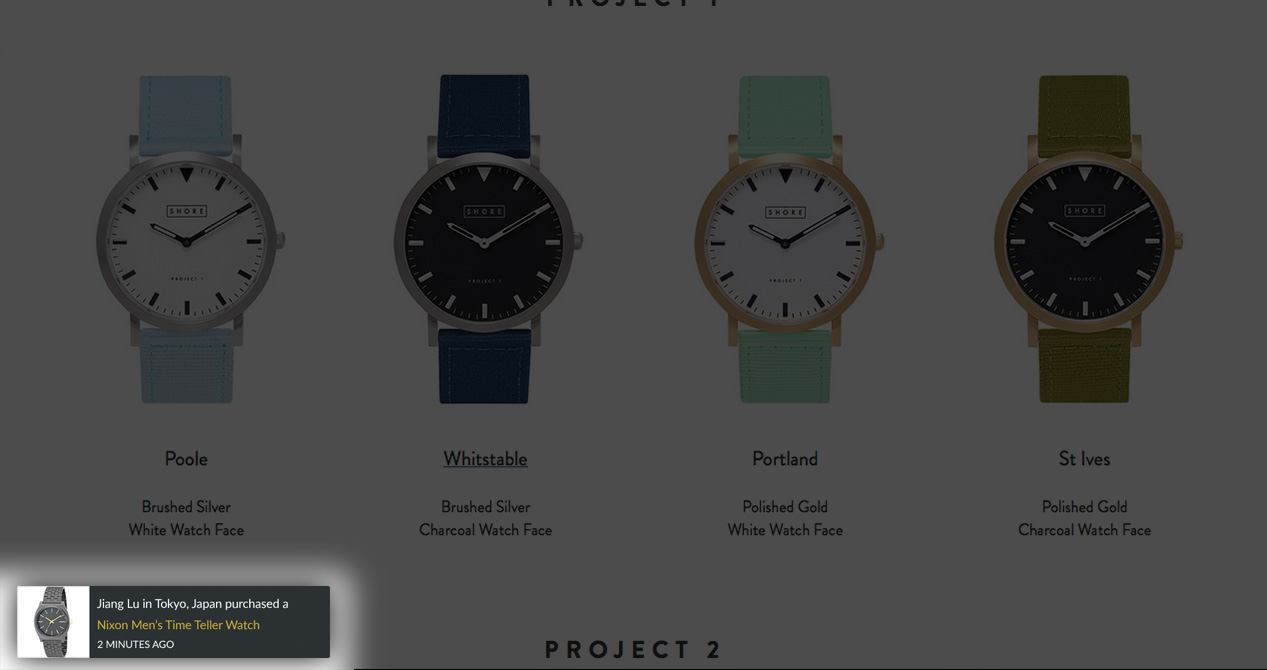 PROJECT 1
SHORE
PROJECT 1
SHORE
PROJECT 1
SHORE
PROJECT 1
SHORE
PROJECT 1
Poole
Whitstable
Portland
St Ives
Brushed Silver
White Watch Face
Brushed Silver
Charcoal Watch Face
Polished Gold
White Watch Face
Polished Gold
Charcoal Watch Face
Jiang Lu in Tokyo, Japan purchased a
Nixon Men's Time Teller Watch
2 MINUTES AGO
PROJECT 2